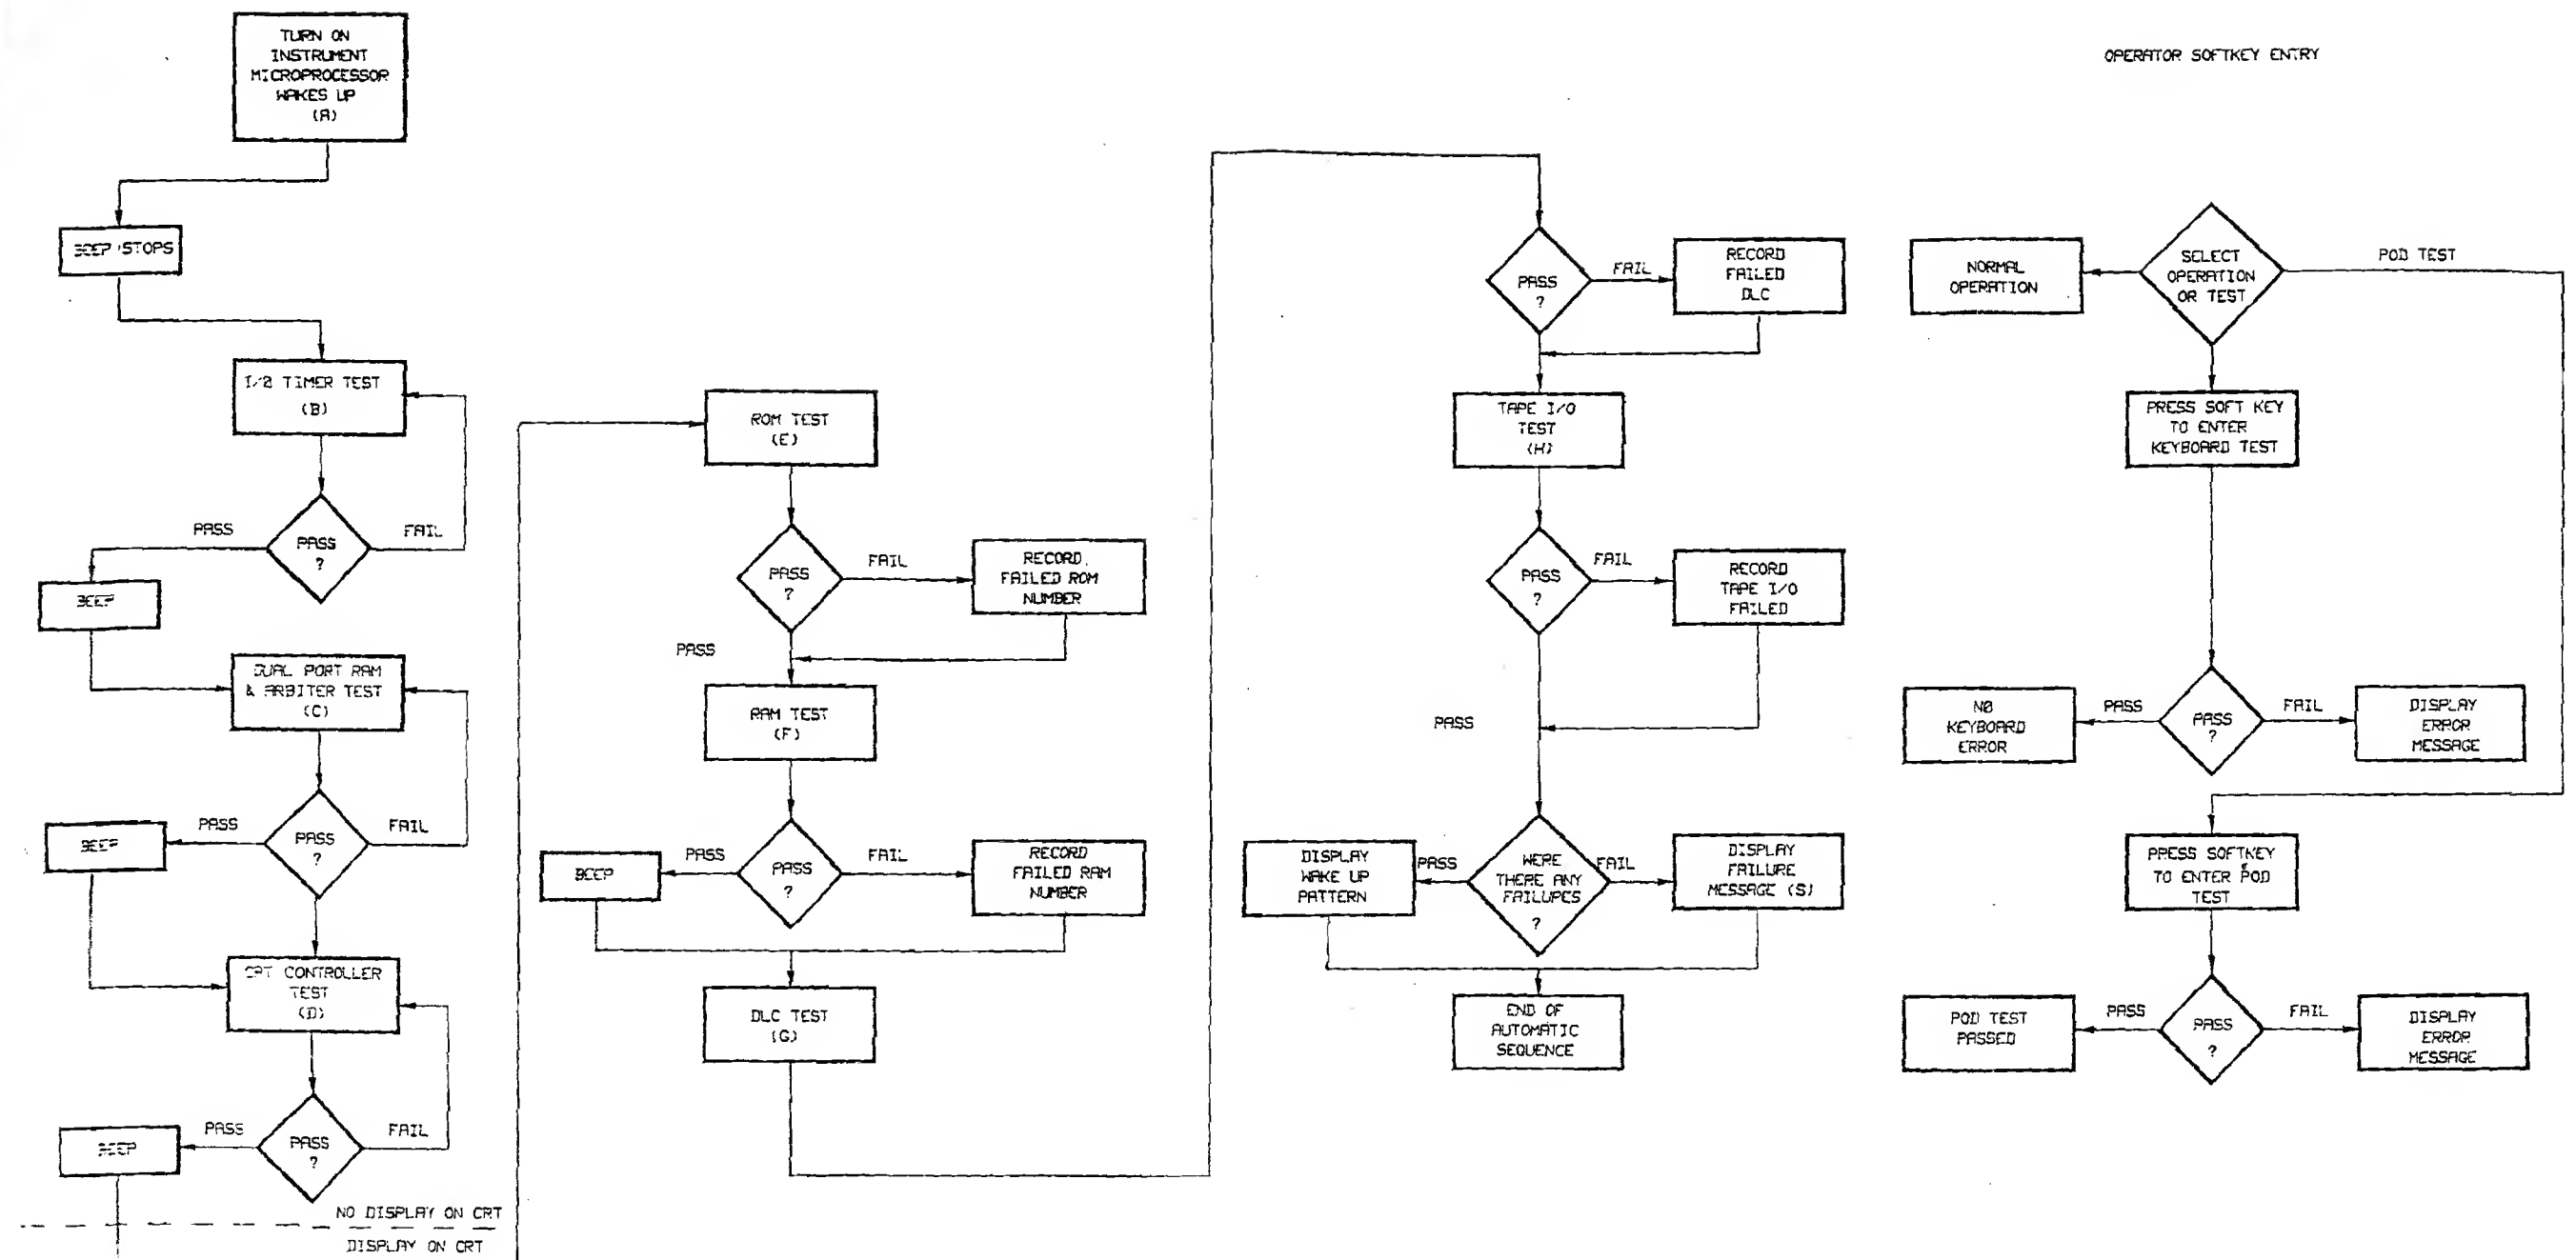 TURN ON
INSTRUMENT
MICROPROCESSOR
WAKES UP
(A)
BEEP STOPS
I/O TIMER TEST
(B)
PASS
?
PASS
FAIL
BEEP
DUAL PORT RAM
& ARBITER TEST
(C)
PASS
?
PASS
FAIL
BEEP
CRT CONTROLLER
TEST
(D)
PASS
?
PASS
FAIL
BEEP
NO DISPLAY ON CRT
DISPLAY ON CRT
ROM TEST
(E)
PASS
?
FAIL
RECORD
FAILED ROM
NUMBER
PASS
RAM TEST
(F)
PASS
?
PASS
BEEP
FAIL
RECORD
FAILED RAM
NUMBER
DLC TEST
(G)
PASS
?
FAIL
RECORD
FAILED
DLC
TAPE I/O
TEST
(H)
PASS
?
FAIL
RECORD
TAPE I/O
FAILED
PASS
WERE
THERE ANY
FAILURES
?
PASS
DISPLAY
WAKE UP
PATTERN
FAIL
DISPLAY
FAILURE
MESSAGE (S)
END OF
AUTOMATIC
SEQUENCE
OPERATOR SOFTKEY ENTRY
SELECT
OPERATION
OR TEST
NORMAL
OPERATION
POD TEST
PRESS SOFT KEY
TO ENTER
KEYBOARD TEST
PASS
?
PASS
NO
KEYBOARD
ERROR
FAIL
DISPLAY
ERROR
MESSAGE
PRESS SOFTKEY
TO ENTER POD
TEST
PASS
?
PASS
POD TEST
PASSED
FAIL
DISPLAY
ERROR
MESSAGE